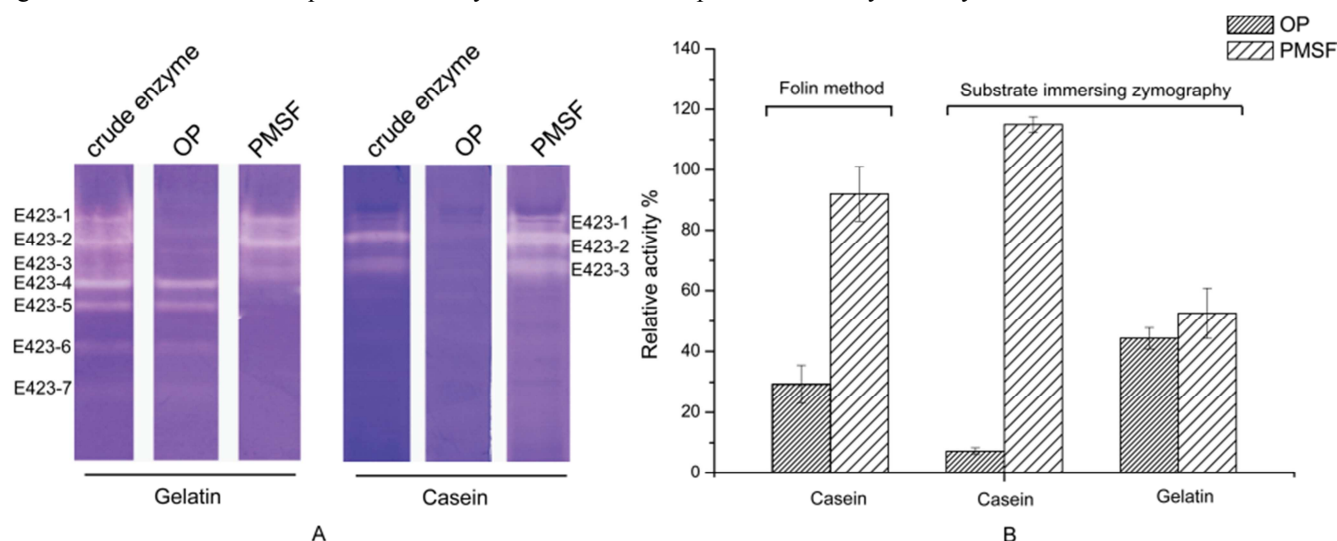 crude enzyme
OP
PMSF
crude enzyme
OP
PMSF
E423-1
E423-2
E423-3
E423-4
E423-5
E423-6
E423-7
E423-1
E423-2
E423-3
Gelatin
Casein
A
OP
PMSF
Folin method
Substrate immersing zymography
Relative activity %
140
120
100
80
60
40
20
0
Casein
Casein
Gelatin
B